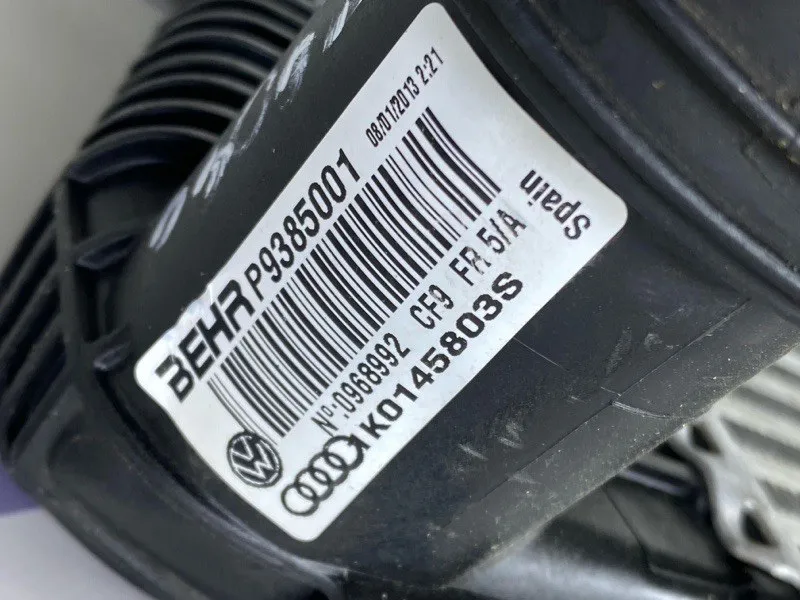 08/01/2013 2:21
BEHR P9385001
Spain
Nº:0968992 CF9 FR 5/A
1K0145803S